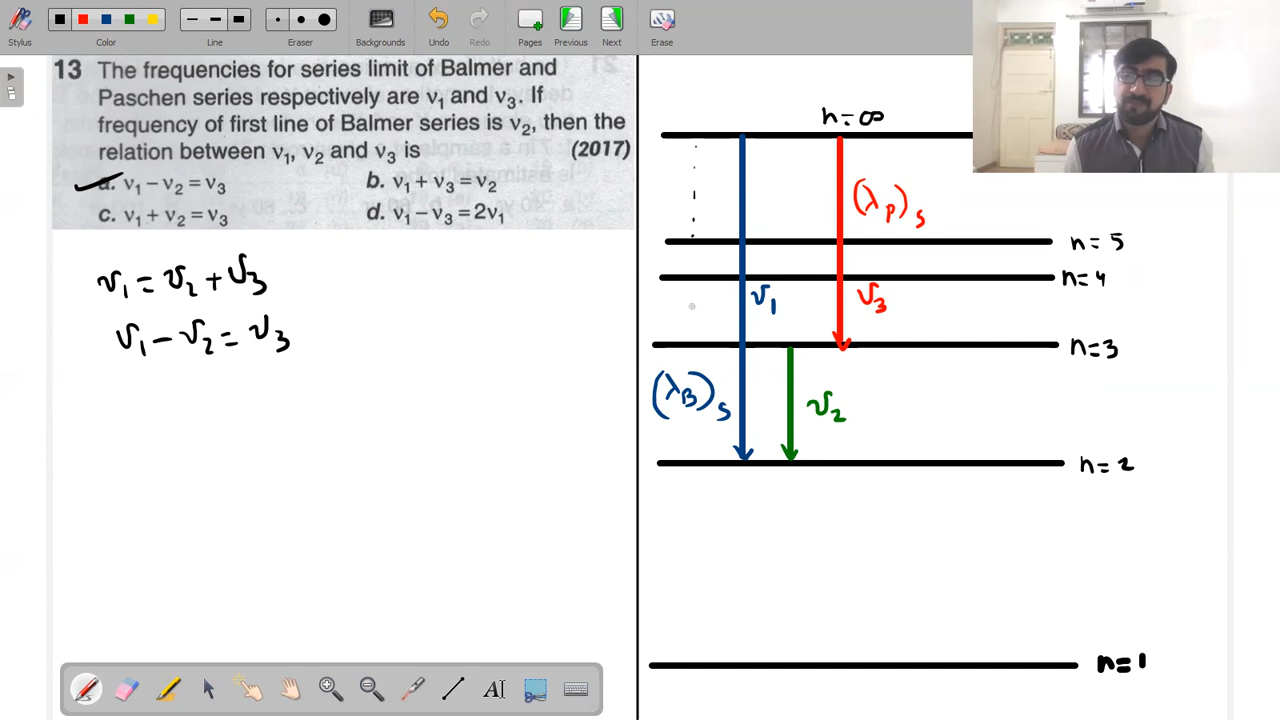 Stylus
Color
Line
Eraser
Backgrounds
Undo
Redo
Pages
Previous
Next
Erase
13 The frequencies for series limit of Balmer and
Paschen series respectively are ν₁ and ν₃. If
frequency of first line of Balmer series is ν₂, then the
relation between ν₁, ν₂ and ν₃ is (2017)
a. ν₁ − ν₂ = ν₃ b. ν₁ + ν₃ = ν₂
c. ν₁ + ν₂ = ν₃ d. ν₁ − ν₃ = 2ν₁
ν₁ = ν₂ + ν₃
ν₁ − ν₂ = ν₃
n = ∞
(λP)s
n = 5
n = 4
ν₁
ν₃
n = 3
(λB)s
ν₂
n = 2
n = 1